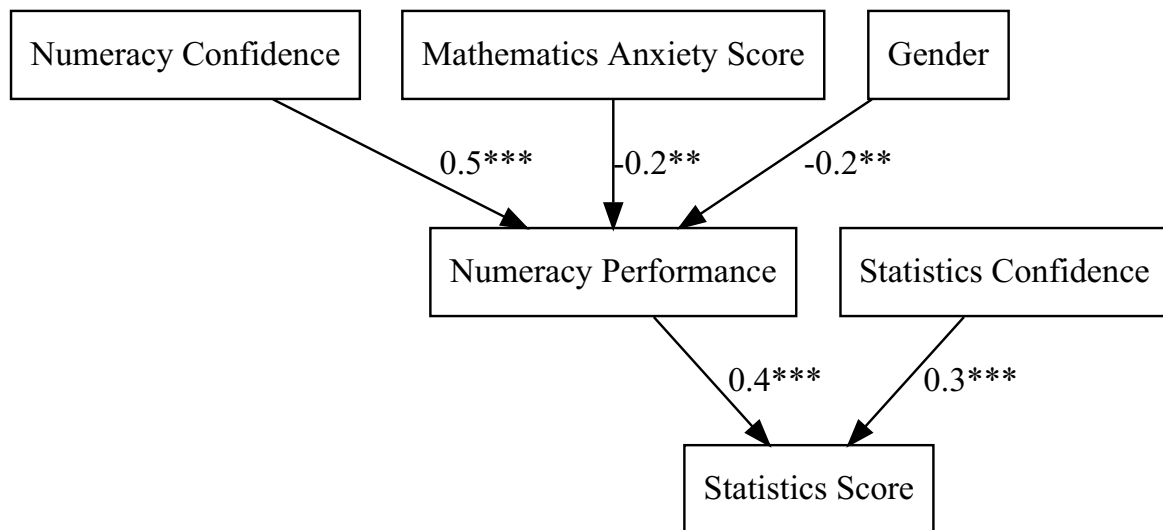 Numeracy Confidence
Mathematics Anxiety Score
Gender
0.5***
-0.2**
-0.2**
Numeracy Performance
Statistics Confidence
0.4***
0.3***
Statistics Score